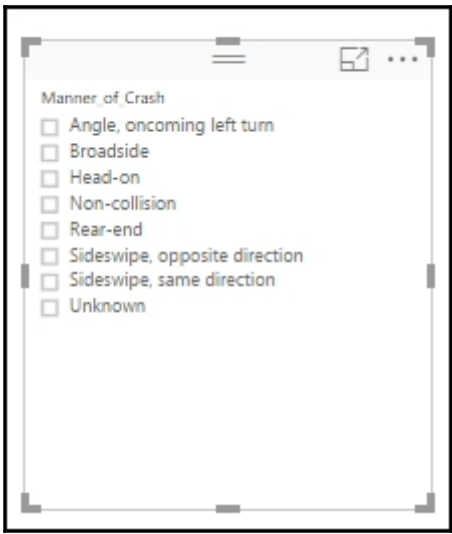 Manner_of_Crash
Angle, oncoming left turn
Broadside
Head-on
Non-collision
Rear-end
Sideswipe, opposite direction
Sideswipe, same direction
Unknown